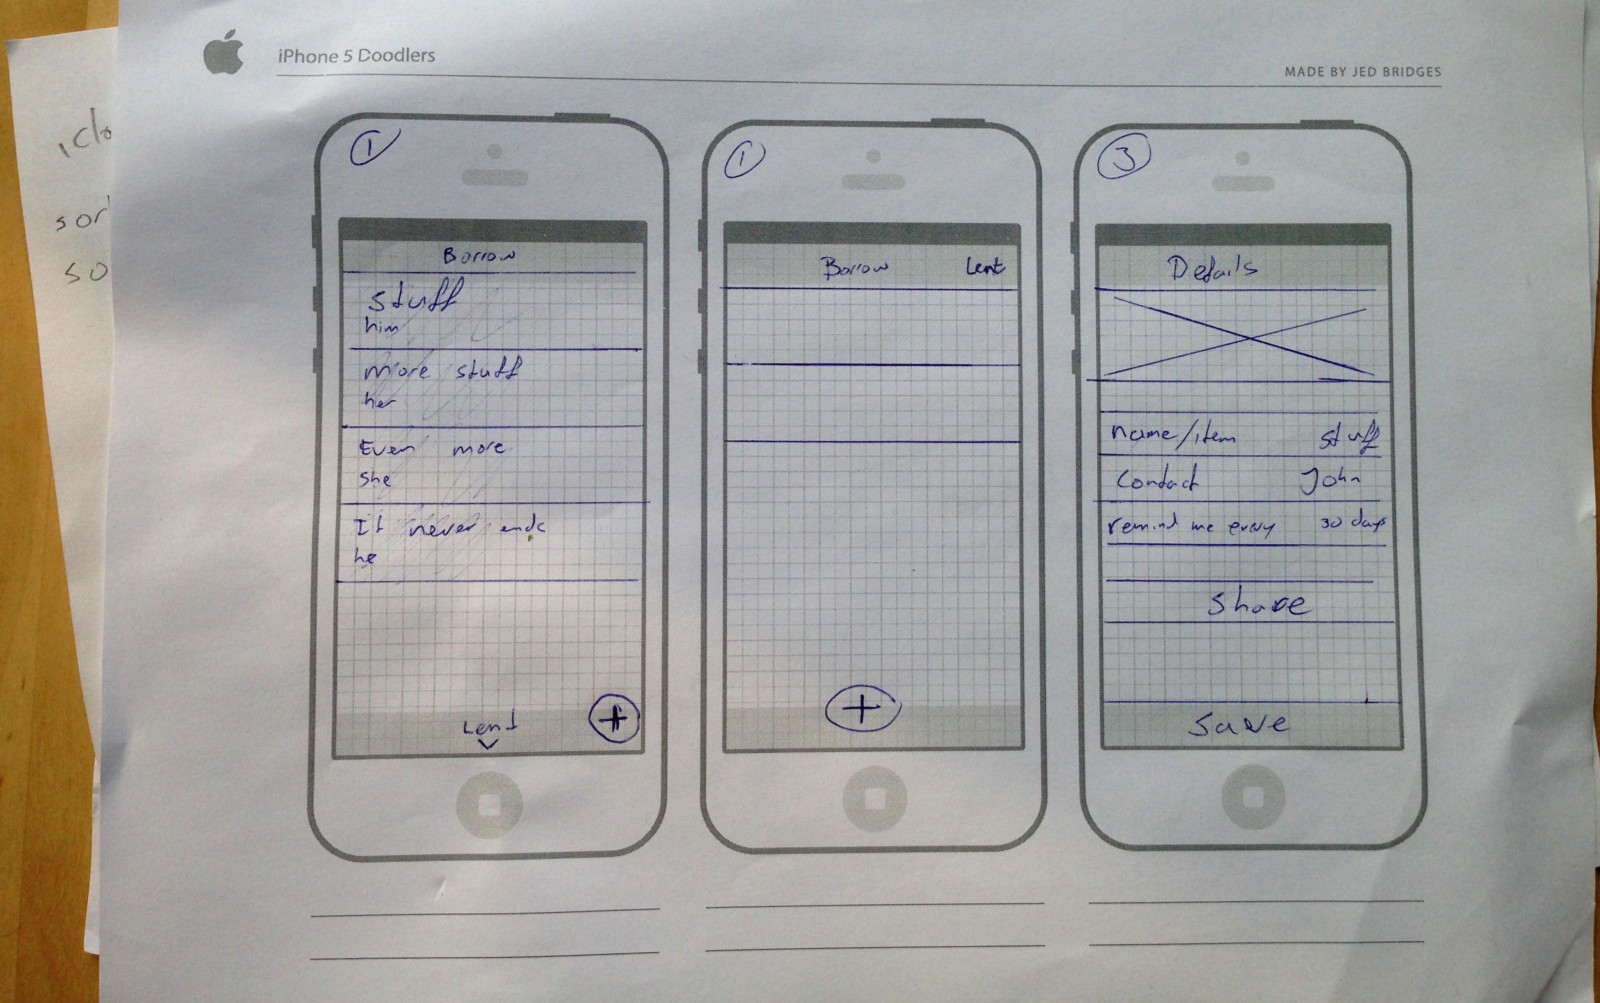 iPhone 5 Doodlers
MADE BY JED BRIDGES
1
Borrow
stuff
him
more stuff
her
Even more
She
It never ends
he
Lent
+
1
Borrow Lent
+
3
Details
name/item stuff
Contact John
remind me every 30 days
Share
Save
iclo
sor
so